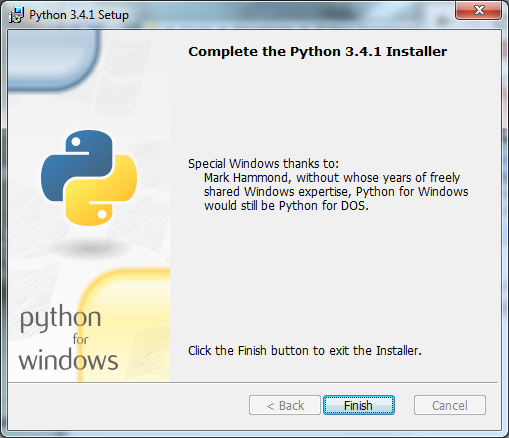 Python 3.4.1 Setup
Complete the Python 3.4.1 Installer
Special Windows thanks to:
Mark Hammond, without whose years of freely
shared Windows expertise, Python for Windows
would still be Python for DOS.
python
for
windows
Click the Finish button to exit the Installer.
< Back
Finish
Cancel